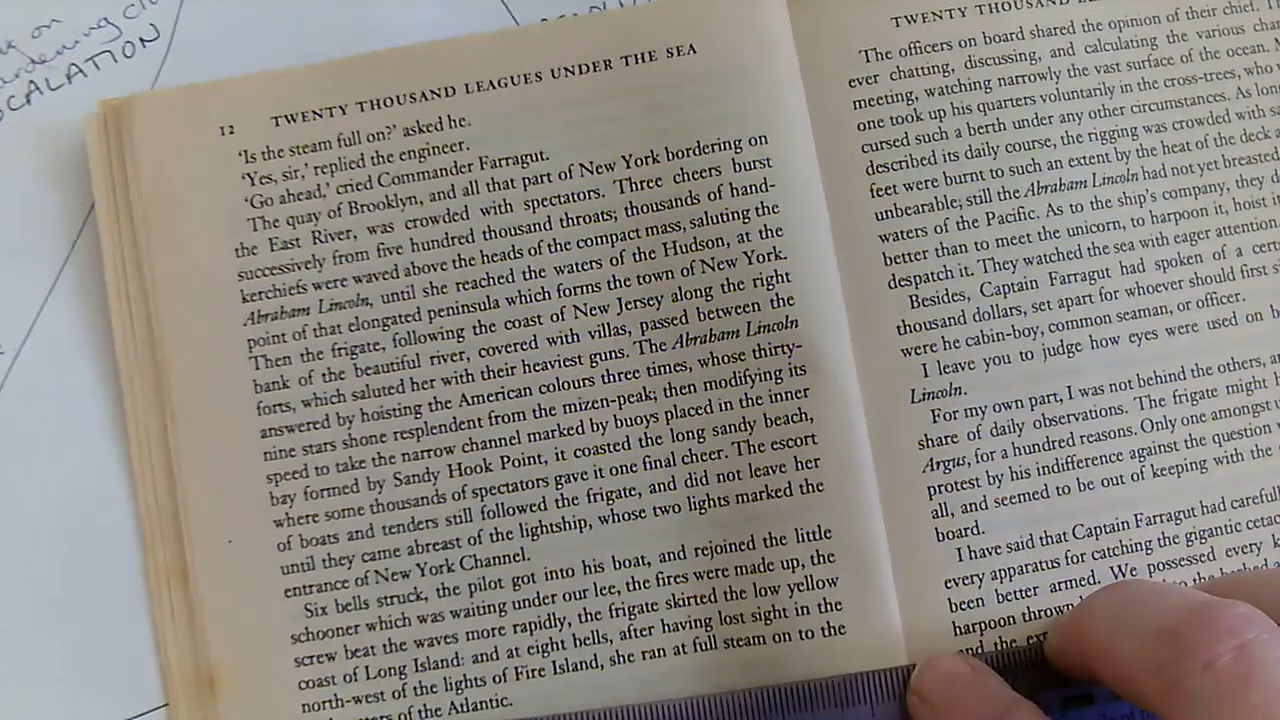 ardening cl
SCALATION
12 TWENTY THOUSAND LEAGUES UNDER THE SEA
'Is the steam full on?' asked he.
'Yes, sir,' replied the engineer.
'Go ahead,' cried Commander Farragut.
The quay of Brooklyn, and all that part of New York bordering on
the East River, was crowded with spectators. Three cheers burst
successively from five hundred thousand throats; thousands of hand-
kerchiefs were waved above the heads of the compact mass, saluting the
Abraham Lincoln, until she reached the waters of the Hudson, at the
point of that elongated peninsula which forms the town of New York.
Then the frigate, following the coast of New Jersey along the right
bank of the beautiful river, covered with villas, passed between the
forts, which saluted her with their heaviest guns. The Abraham Lincoln
answered by hoisting the American colours three times, whose thirty-
nine stars shone resplendent from the mizen-peak; then modifying its
speed to take the narrow channel marked by buoys placed in the inner
bay formed by Sandy Hook Point, it coasted the long sandy beach,
where some thousands of spectators gave it one final cheer. The escort
of boats and tenders still followed the frigate, and did not leave her
until they came abreast of the lightship, whose two lights marked the
entrance of New York Channel.
Six bells struck, the pilot got into his boat, and rejoined the little
schooner which was waiting under our lee, the fires were made up, the
screw beat the waves more rapidly, the frigate skirted the low yellow
coast of Long Island: and at eight bells, after having lost sight in the
north-west of the lights of Fire Island, she ran at full steam on to the
of the Atlantic.
TWENTY THOUSAND
The officers on board shared the opinion of their chief.
ever chatting, discussing, and calculating the various cha
meeting, watching narrowly the vast surface of the ocean.
one took up his quarters voluntarily in the cross-trees, who
cursed such a berth under any other circumstances. As long
described its daily course, the rigging was crowded with sa
feet were burnt to such an extent by the heat of the deck a
unbearable; still the Abraham Lincoln had not yet breasted
waters of the Pacific. As to the ship's company, they d
better than to meet the unicorn, to harpoon it, hoist i
despatch it. They watched the sea with eager attention
Besides, Captain Farragut had spoken of a cer
thousand dollars, set apart for whoever should first si
were he cabin-boy, common seaman, or officer.
I leave you to judge how eyes were used on b
Lincoln.
For my own part, I was not behind the others, a
share of daily observations. The frigate might
Argus, for a hundred reasons. Only one amongst
protest by his indifference against the question
all, and seemed to be out of keeping with the
board.
I have said that Captain Farragut had carefull
every apparatus for catching the gigantic ceta
been better armed. We possessed every k
harpoon thrown to the barbed a
and the ex